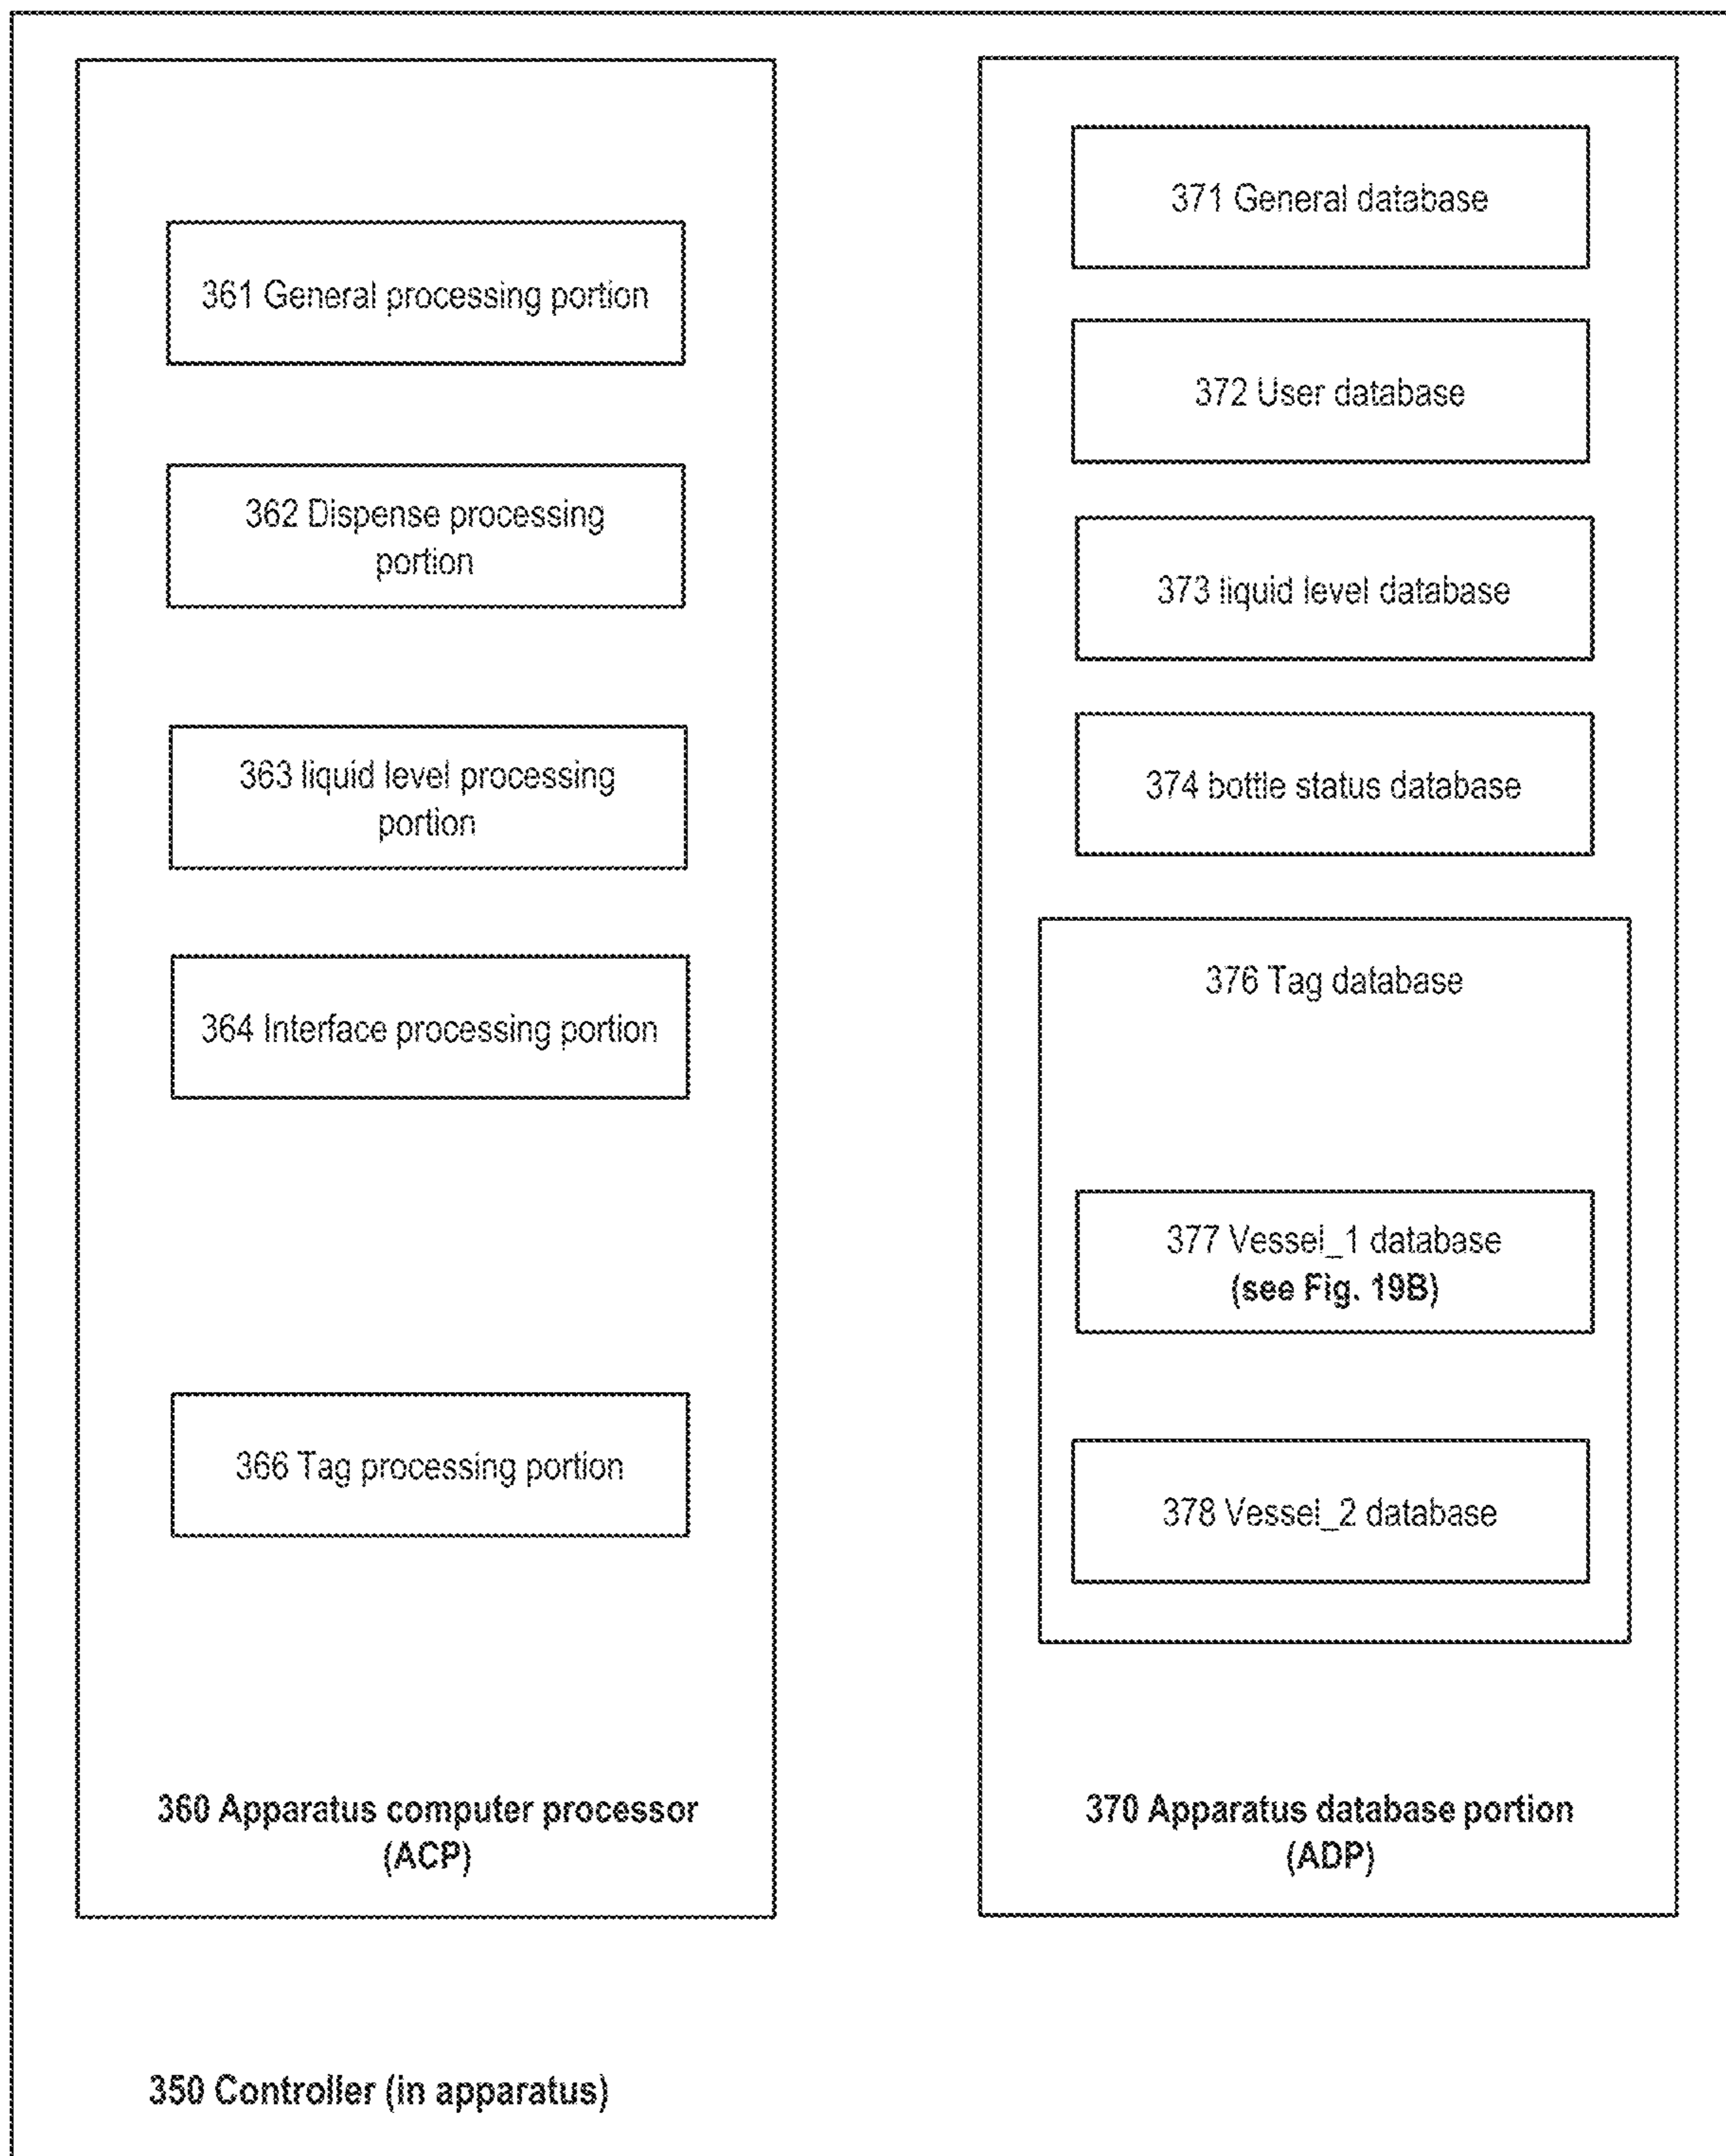 361 General processing portion
362 Dispense processing
portion
363 liquid level processing
portion
364 Interface processing portion
366 Tag processing portion
360 Apparatus computer processor
(ACP)
371 General database
372 User database
373 liquid level database
374 bottle status database
376 Tag database
377 Vessel_1 database
(see Fig. 19B)
378 Vessel_2 database
370 Apparatus database portion
(ADP)
350 Controller (in apparatus)